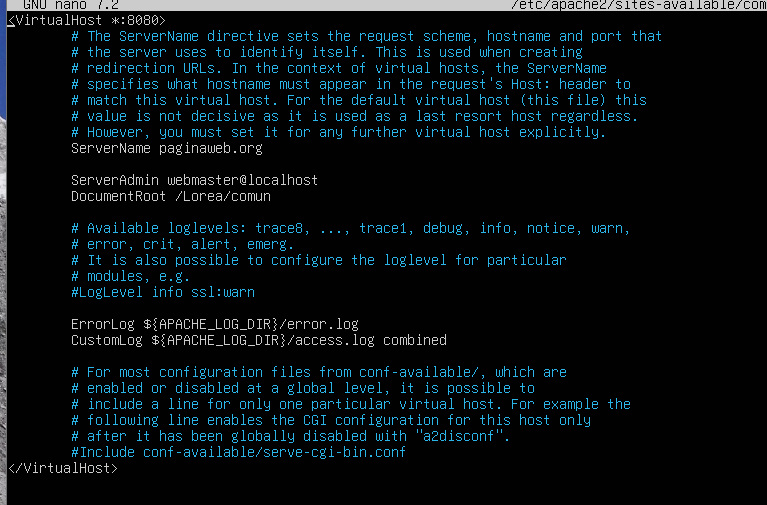 GNU nano 7.2 /etc/apache2/sites-available/com
<VirtualHost *:8080>
# The ServerName directive sets the request scheme, hostname and port that
# the server uses to identify itself. This is used when creating
# redirection URLs. In the context of virtual hosts, the ServerName
# specifies what hostname must appear in the request's Host: header to
# match this virtual host. For the default virtual host (this file) this
# value is not decisive as it is used as a last resort host regardless.
# However, you must set it for any further virtual host explicitly.
ServerName paginaweb.org
ServerAdmin webmaster@localhost
DocumentRoot /Lorea/comun
# Available loglevels: trace8, ..., trace1, debug, info, notice, warn,
# error, crit, alert, emerg.
# It is also possible to configure the loglevel for particular
# modules, e.g.
#LogLevel info ssl:warn
ErrorLog ${APACHE_LOG_DIR}/error.log
CustomLog ${APACHE_LOG_DIR}/access.log combined
# For most configuration files from conf-available/, which are
# enabled or disabled at a global level, it is possible to
# include a line for only one particular virtual host. For example the
# following line enables the CGI configuration for this host only
# after it has been globally disabled with "a2disconf".
#Include conf-available/serve-cgi-bin.conf
</VirtualHost>